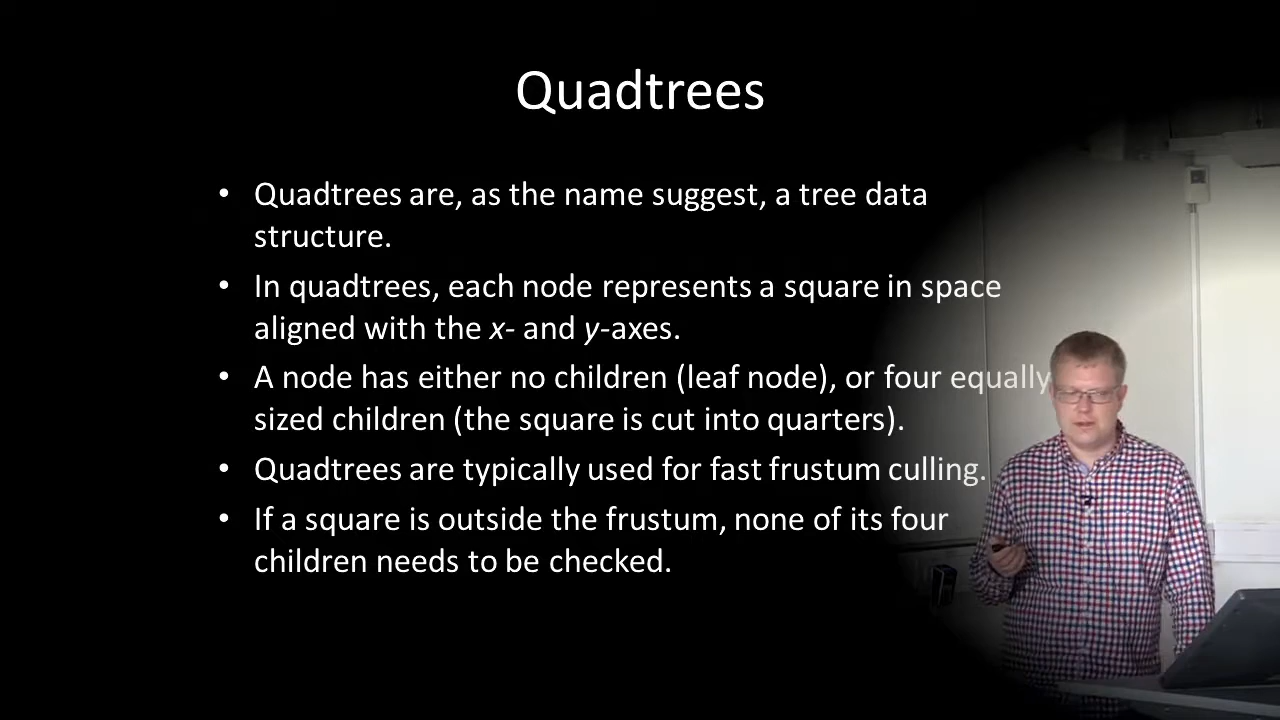 Quadtrees
• Quadtrees are, as the name suggest, a tree data
structure.
• In quadtrees, each node represents a square in space
aligned with the x- and y-axes.
• A node has either no children (leaf node), or four equally
sized children (the square is cut into quarters).
• Quadtrees are typically used for fast frustum culling.
• If a square is outside the frustum, none of its four
children needs to be checked.